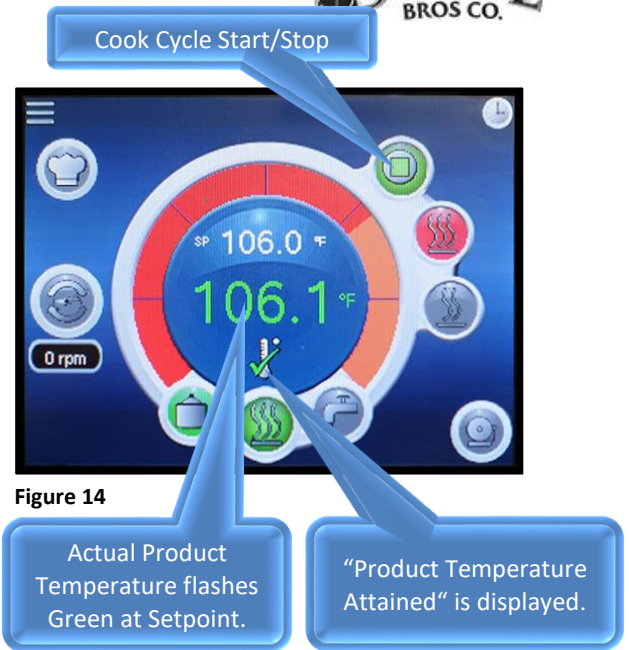 BROS CO.
Cook Cycle Start/Stop
SP 106.0 °F
106.1 °F
0 rpm
Figure 14
Actual Product
Temperature flashes
Green at Setpoint.
“Product Temperature
Attained“ is displayed.